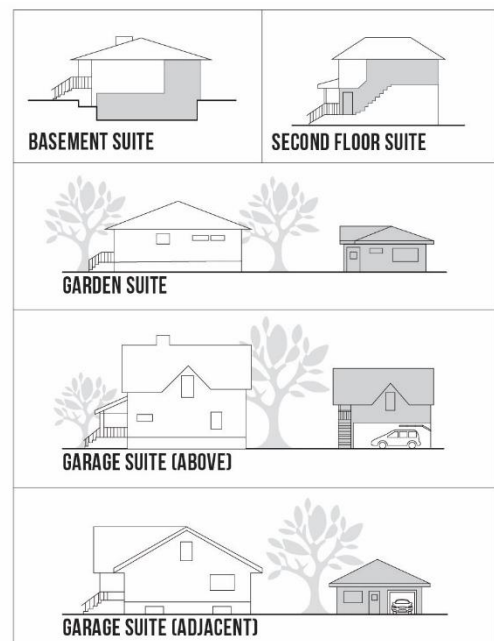 BASEMENT SUITE
SECOND FLOOR SUITE
GARDEN SUITE
GARAGE SUITE (ABOVE)
GARAGE SUITE (ADJACENT)